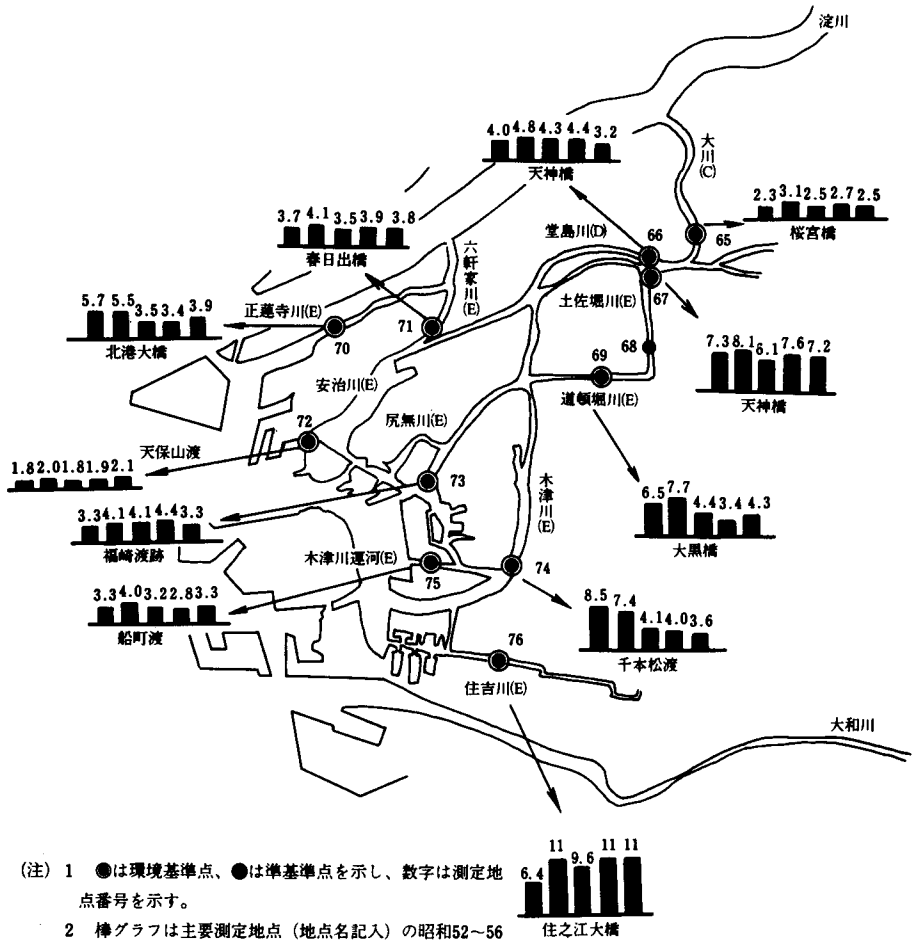 淀川
大川(C)
4.0 4.8 4.3 4.4 3.2
天神橋
2.3 3.1 2.5 2.7 2.5
桜宮橋
65
堂島川(D)
66
3.7 4.1 3.5 3.9 3.8
春日出橋
六軒家川(E)
土佐堀川(E)
67
5.7 5.5 3.5 3.4 3.9
北港大橋
正蓮寺川(E)
70
71
68
7.3 8.1 6.1 7.6 7.2
天神橋
69
道頓堀川(E)
安治川(E)
尻無川(E)
72
天保山渡
1.8 2.0 1.8 1.9 2.1
73
木津川(E)
6.5 7.7 4.4 3.4 4.3
大黒橋
3.3 4.1 4.1 4.4 3.3
福崎渡跡
木津川運河(E)
75
74
3.3 4.0 3.2 2.8 3.3
船町渡
8.5 7.4 4.1 4.0 3.6
千本松渡
76
住吉川(E)
大和川
6.4 11 9.6 11 11
住之江大橋
(注) 1 ◉は環境基準点、●は準基準点を示し、数字は測定地
点番号を示す。
2 棒グラフは主要測定地点(地点名記入)の昭和52~56